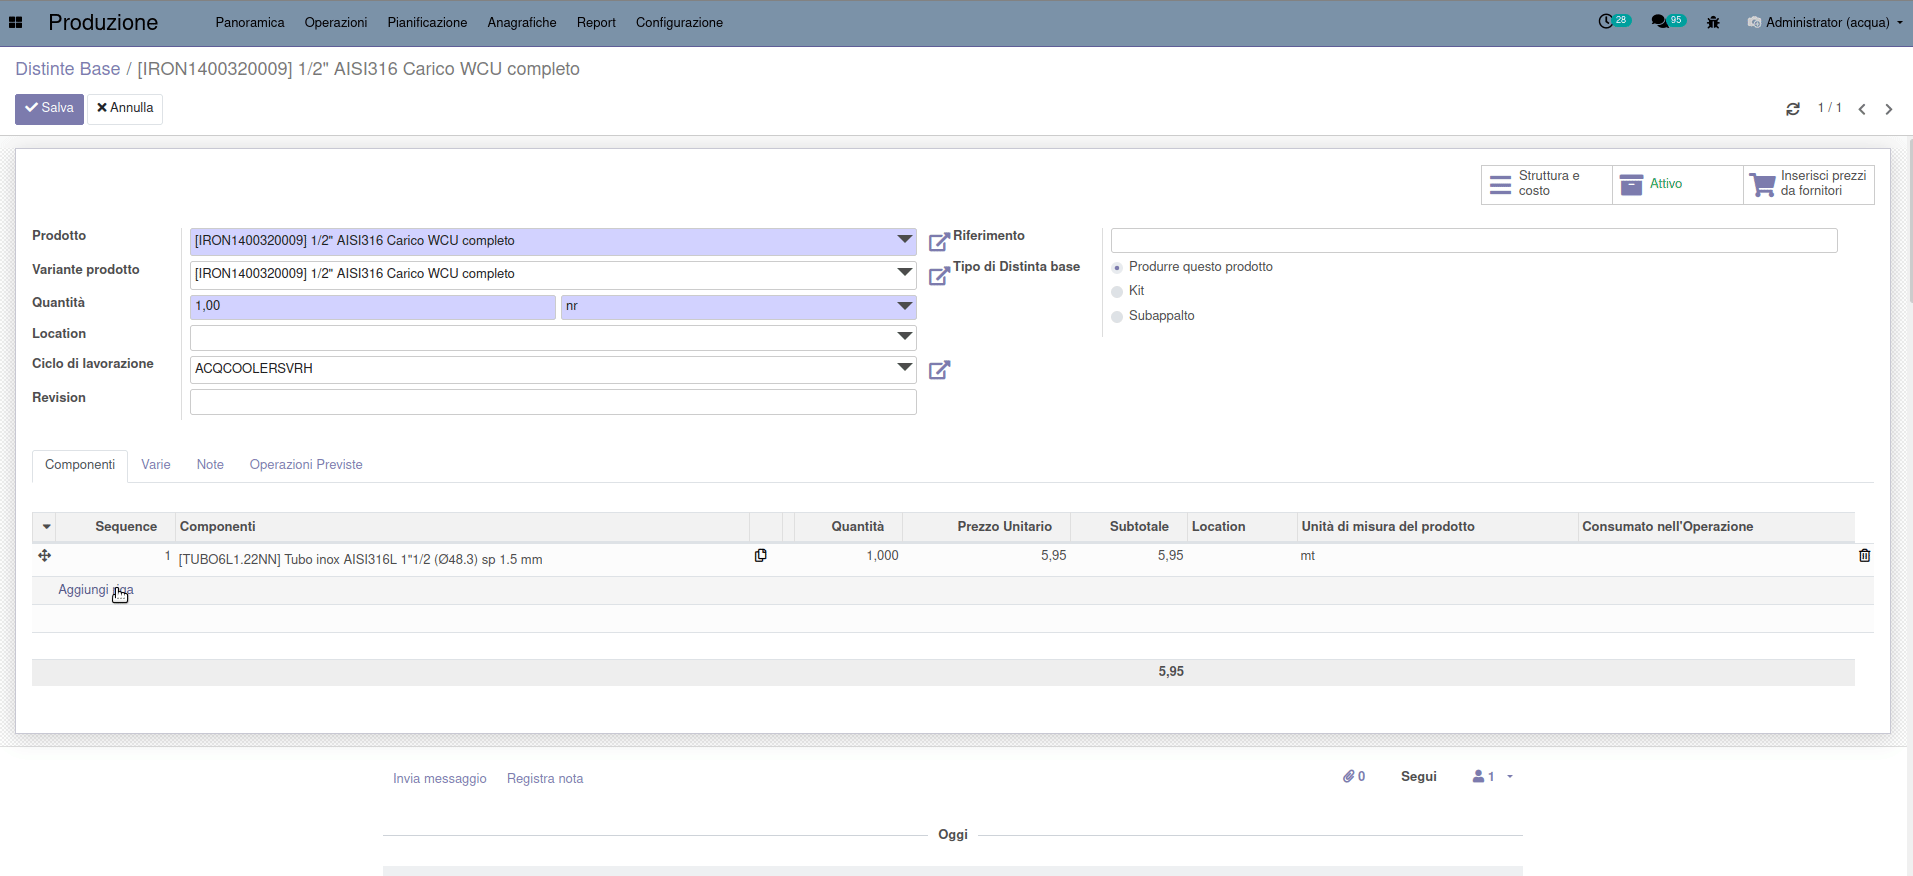 Produzione
Panoramica Operazioni Pianificazione Anagrafiche Report Configurazione
28 95 Administrator (acqua)
Distinte Base / [IRON1400320009] 1/2" AISI316 Carico WCU completo
Salva Annulla
1 / 1
Struttura e costo
Attivo
Inserisci prezzi da fornitori
Prodotto [IRON1400320009] 1/2" AISI316 Carico WCU completo
Variante prodotto [IRON1400320009] 1/2" AISI316 Carico WCU completo
Quantità 1,00 nr
Location
Ciclo di lavorazione ACQCOOLERSVRH
Revision
Riferimento
Tipo di Distinta base Produrre questo prodotto
Kit
Subappalto
Componenti Varie Note Operazioni Previste
Sequence Componenti Quantità Prezzo Unitario Subtotale Location Unità di misura del prodotto Consumato nell'Operazione
1 [TUBO6L1.22NN] Tubo inox AISI316L 1"1/2 (Ø48.3) sp 1.5 mm 1,000 5,95 5,95 mt
Aggiungi riga
5,95
Invia messaggio Registra nota 0 Segui 1
Oggi